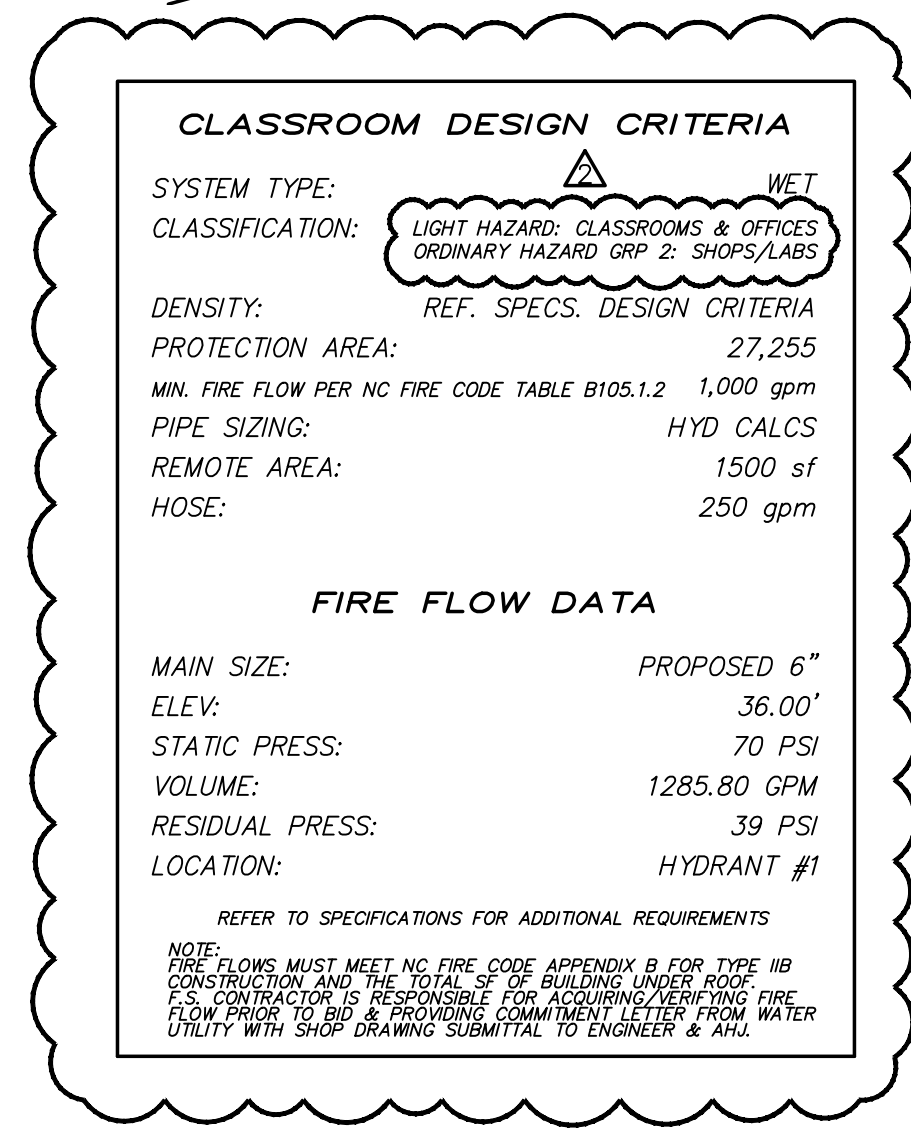 CLASSROOM DESIGN CRITERIA
2
SYSTEM TYPE: WET
CLASSIFICATION: LIGHT HAZARD: CLASSROOMS & OFFICES
ORDINARY HAZARD GRP 2: SHOPS/LABS
DENSITY: REF. SPECS. DESIGN CRITERIA
PROTECTION AREA: 27,255
MIN. FIRE FLOW PER NC FIRE CODE TABLE B105.1.2 1,000 gpm
PIPE SIZING: HYD CALCS
REMOTE AREA: 1500 sf
HOSE: 250 gpm
FIRE FLOW DATA
MAIN SIZE: PROPOSED 6"
ELEV: 36.00'
STATIC PRESS: 70 PSI
VOLUME: 1285.80 GPM
RESIDUAL PRESS: 39 PSI
LOCATION: HYDRANT #1
REFER TO SPECIFICATIONS FOR ADDITIONAL REQUIREMENTS
NOTE:
FIRE FLOWS MUST MEET NC FIRE CODE APPENDIX B FOR TYPE IIB
CONSTRUCTION AND THE TOTAL SF OF BUILDING UNDER ROOF.
F.S. CONTRACTOR IS RESPONSIBLE FOR ACQUIRING/VERIFYING FIRE
FLOW PRIOR TO BID & PROVIDING COMMITMENT LETTER FROM WATER
UTILITY WITH SHOP DRAWING SUBMITTAL TO ENGINEER & AHJ.